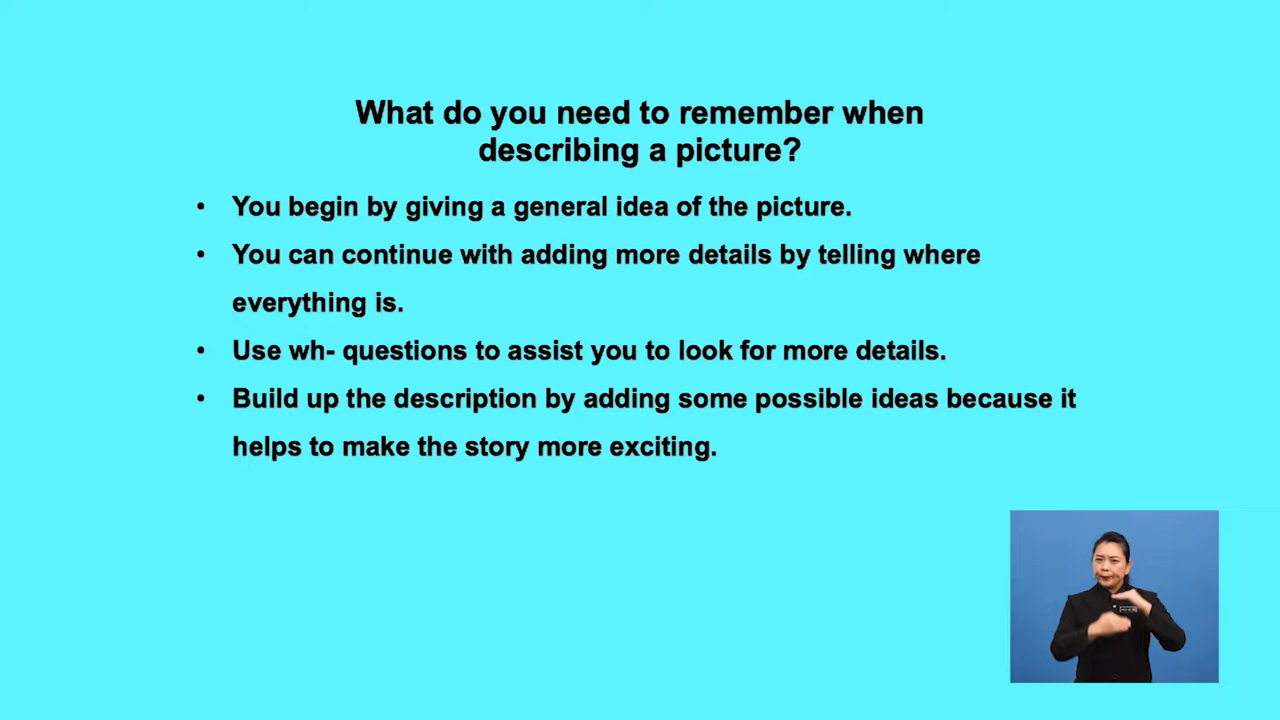 What do you need to remember when
describing a picture?
• You begin by giving a general idea of the picture.
• You can continue with adding more details by telling where
everything is.
• Use wh- questions to assist you to look for more details.
• Build up the description by adding some possible ideas because it
helps to make the story more exciting.